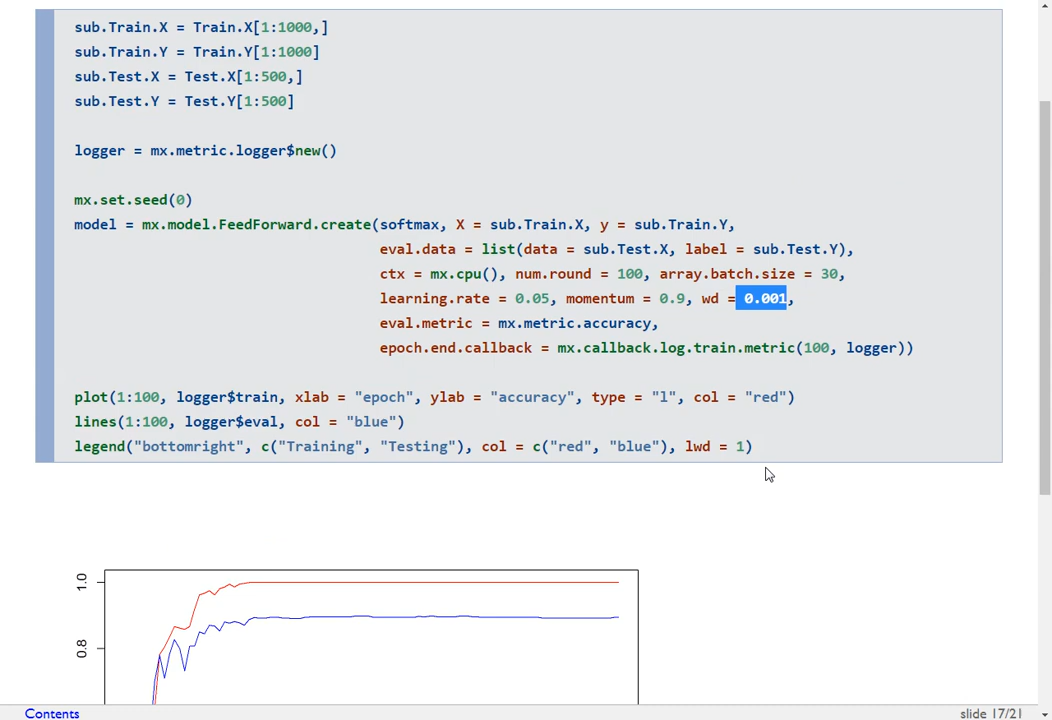 sub.Train.X = Train.X[1:1000,]
sub.Train.Y = Train.Y[1:1000]
sub.Test.X = Test.X[1:500,]
sub.Test.Y = Test.Y[1:500]
logger = mx.metric.logger$new()
mx.set.seed(0)
model = mx.model.FeedForward.create(softmax, X = sub.Train.X, y = sub.Train.Y,
eval.data = list(data = sub.Test.X, label = sub.Test.Y),
ctx = mx.cpu(), num.round = 100, array.batch.size = 30,
learning.rate = 0.05, momentum = 0.9, wd = 0.001,
eval.metric = mx.metric.accuracy,
epoch.end.callback = mx.callback.log.train.metric(100, logger))
plot(1:100, logger$train, xlab = "epoch", ylab = "accuracy", type = "l", col = "red")
lines(1:100, logger$eval, col = "blue")
legend("bottomright", c("Training", "Testing"), col = c("red", "blue"), lwd = 1)
1.0
0.8
Contents
slide 17/21